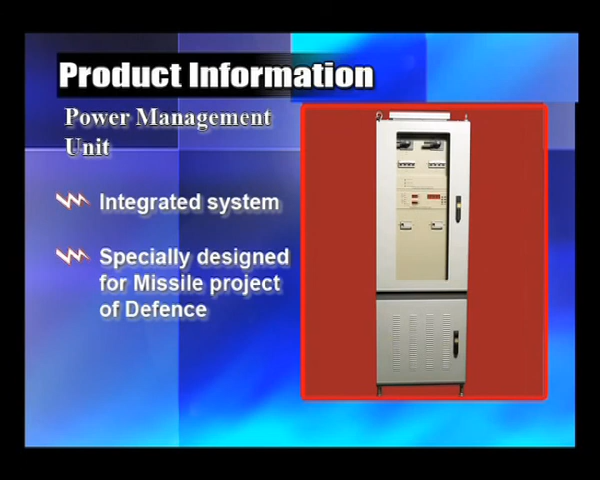 Product Information
Power Management
Unit
Integrated system
Specially designed
for Missile project
of Defence